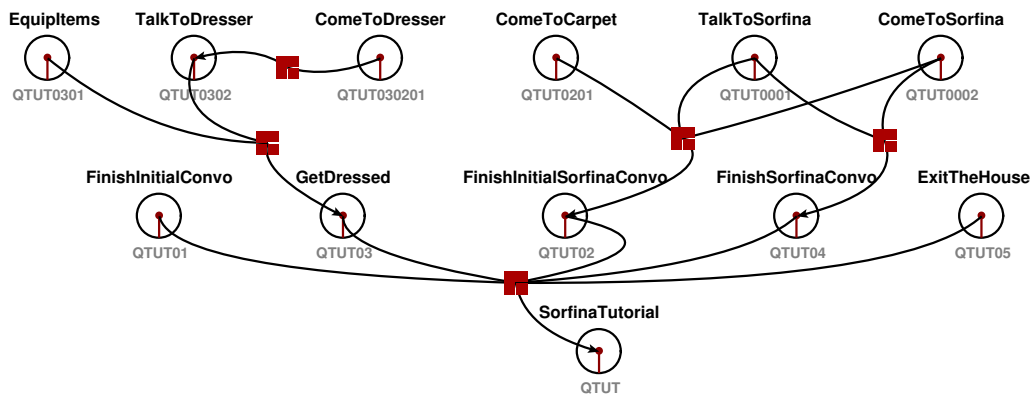 EquipItems TalkToDresser ComeToDresser ComeToCarpet TalkToSorfina ComeToSorfina
QTUT0301 QTUT0302 QTUT030201 QTUT0201 QTUT0001 QTUT0002
FinishInitialConvo GetDressed FinishInitialSorfinaConvo FinishSorfinaConvo ExitTheHouse
QTUT01 QTUT03 QTUT02 QTUT04 QTUT05
SorfinaTutorial
QTUT